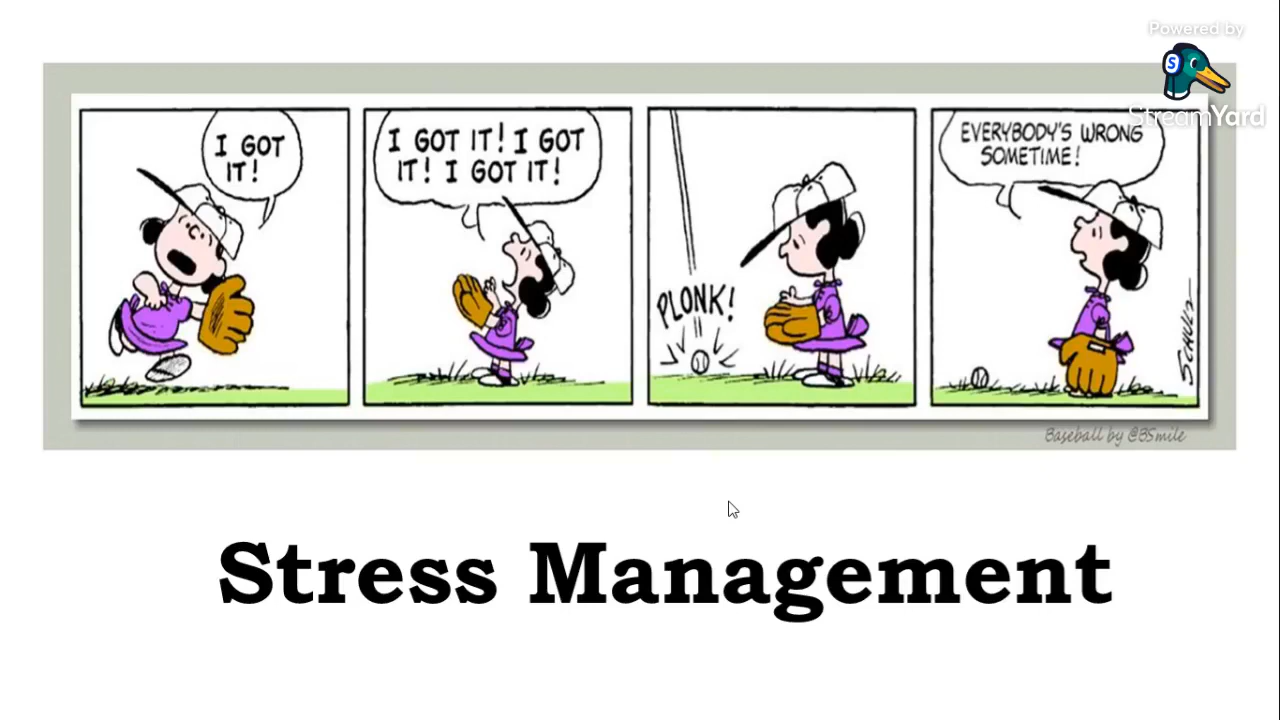 Powered by
StreamYard
I GOT
IT!
I GOT IT! I GOT
IT! I GOT IT!
PLONK!
EVERYBODY'S WRONG
SOMETIME!
SCHULZ
Baseball by @BSmile
Stress Management